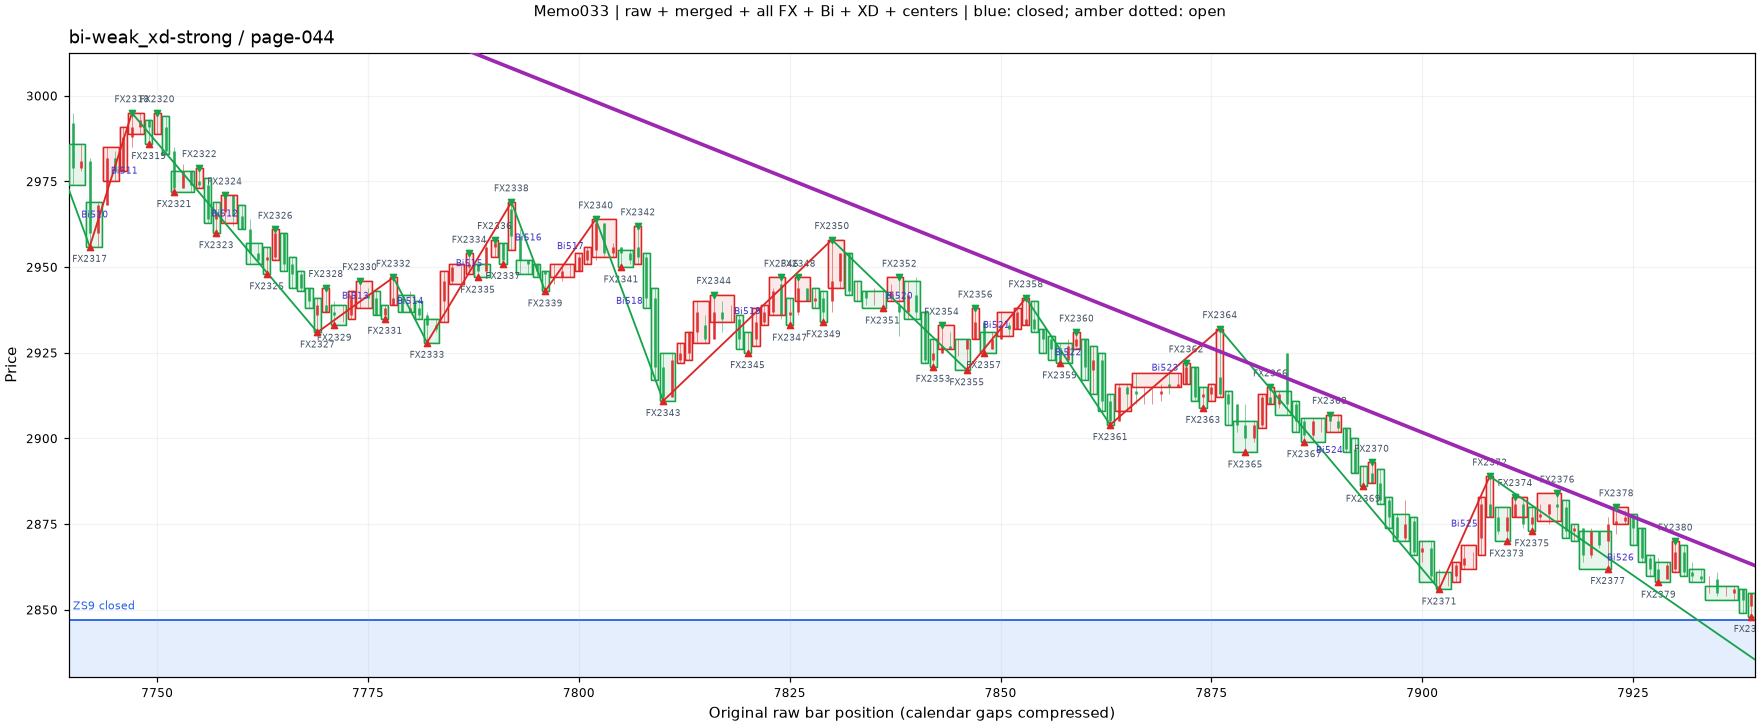 Memo033 | raw + merged + all FX + Bi + XD + centers | blue: closed; amber dotted: open
bi-weak_xd-strong / page-044
Price
3000
2975
2950
2925
2900
2875
2850
FX2320
FX2319
FX2322
Bi511
FX2324
FX2321
Bi510
Bi512
FX2326
FX2323
FX2317
FX2325
FX2328
FX2330
FX2332
Bi513
Bi514
FX2331
FX2329
FX2327
FX2333
FX2338
FX2336
FX2334
Bi516
Bi515
FX2337
FX2335
FX2339
FX2340
FX2342
Bi517
FX2341
Bi518
FX2344
Bi519
FX2343
FX2345
FX2348
FX2347
FX2349
FX2350
FX2352
Bi520
FX2351
FX2354
FX2353
FX2355
FX2356
Bi521
FX2357
FX2358
FX2360
Bi522
FX2359
FX2361
FX2362
Bi523
FX2363
FX2364
FX2365
FX2366
FX2368
FX2367
Bi524
FX2370
FX2369
FX2371
FX2372
FX2374
FX2376
FX2378
Bi525
FX2380
FX2373
FX2375
Bi526
FX2377
FX2379
ZS9 closed
7750
7775
7800
7825
7850
7875
7900
7925
Original raw bar position (calendar gaps compressed)